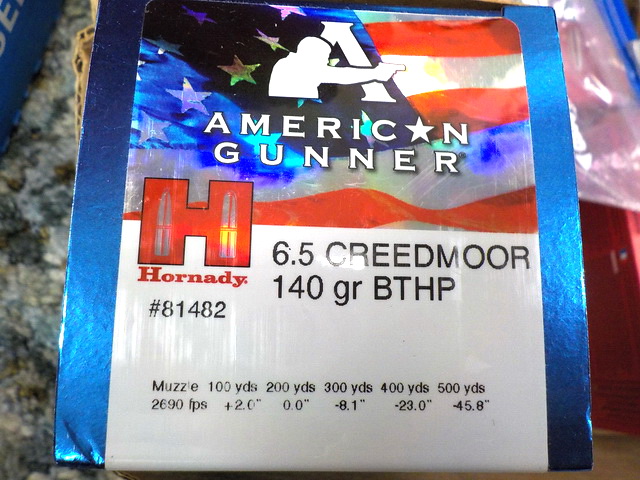 AMERIC★N
GUNNER
H
Hornady
#81482
6.5 CREEDMOOR
140 gr BTHP
Muzzle 100 yds 200 yds 300 yds 400 yds 500 yds
2690 fps +2.0" 0.0" -8.1" -23.0" -45.8"